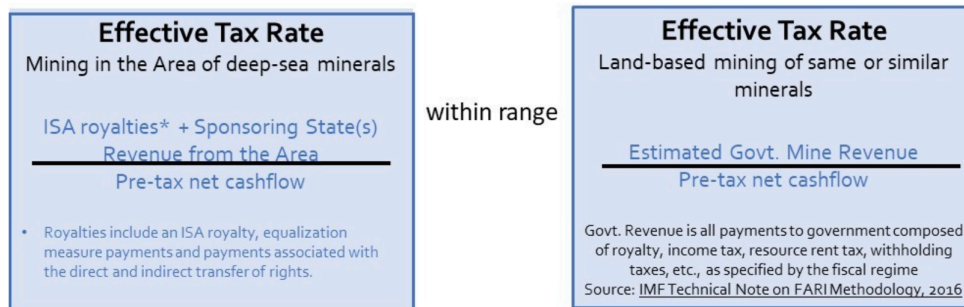 Effective Tax Rate
Mining in the Area of deep-sea minerals
ISA royalties* + Sponsoring State(s)
Revenue from the Area
Pre-tax net cashflow
• Royalties include an ISA royalty, equalization
measure payments and payments associated with
the direct and indirect transfer of rights.
within range
Effective Tax Rate
Land-based mining of same or similar
minerals
Estimated Govt. Mine Revenue
Pre-tax net cashflow
Govt. Revenue is all payments to government composed
of royalty, income tax, resource rent tax, withholding
taxes, etc., as specified by the fiscal regime
Source: IMF Technical Note on FARI Methodology, 2016